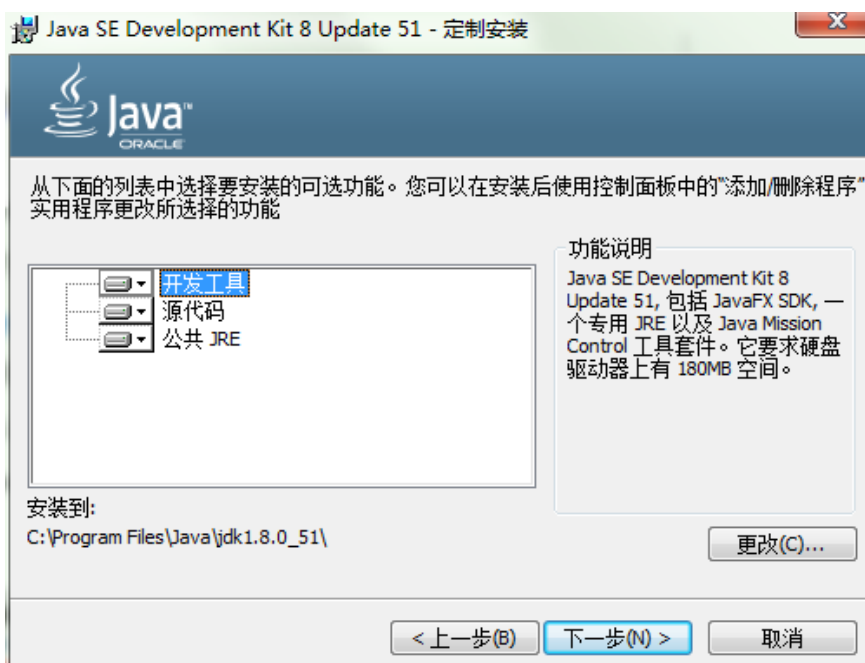 Java SE Development Kit 8 Update 51 - 定制安装
Java™
ORACLE
从下面的列表中选择要安装的可选功能。您可以在安装后使用控制面板中的"添加/删除程序"
实用程序更改所选择的功能
开发工具
源代码
公共 JRE
功能说明
Java SE Development Kit 8
Update 51, 包括 JavaFX SDK, 一
个专用 JRE 以及 Java Mission
Control 工具套件。它要求硬盘
驱动器上有 180MB 空间。
安装到:
C:\Program Files\Java\jdk1.8.0_51\
更改(C)...
< 上一步(B)
下一步(N) >
取消